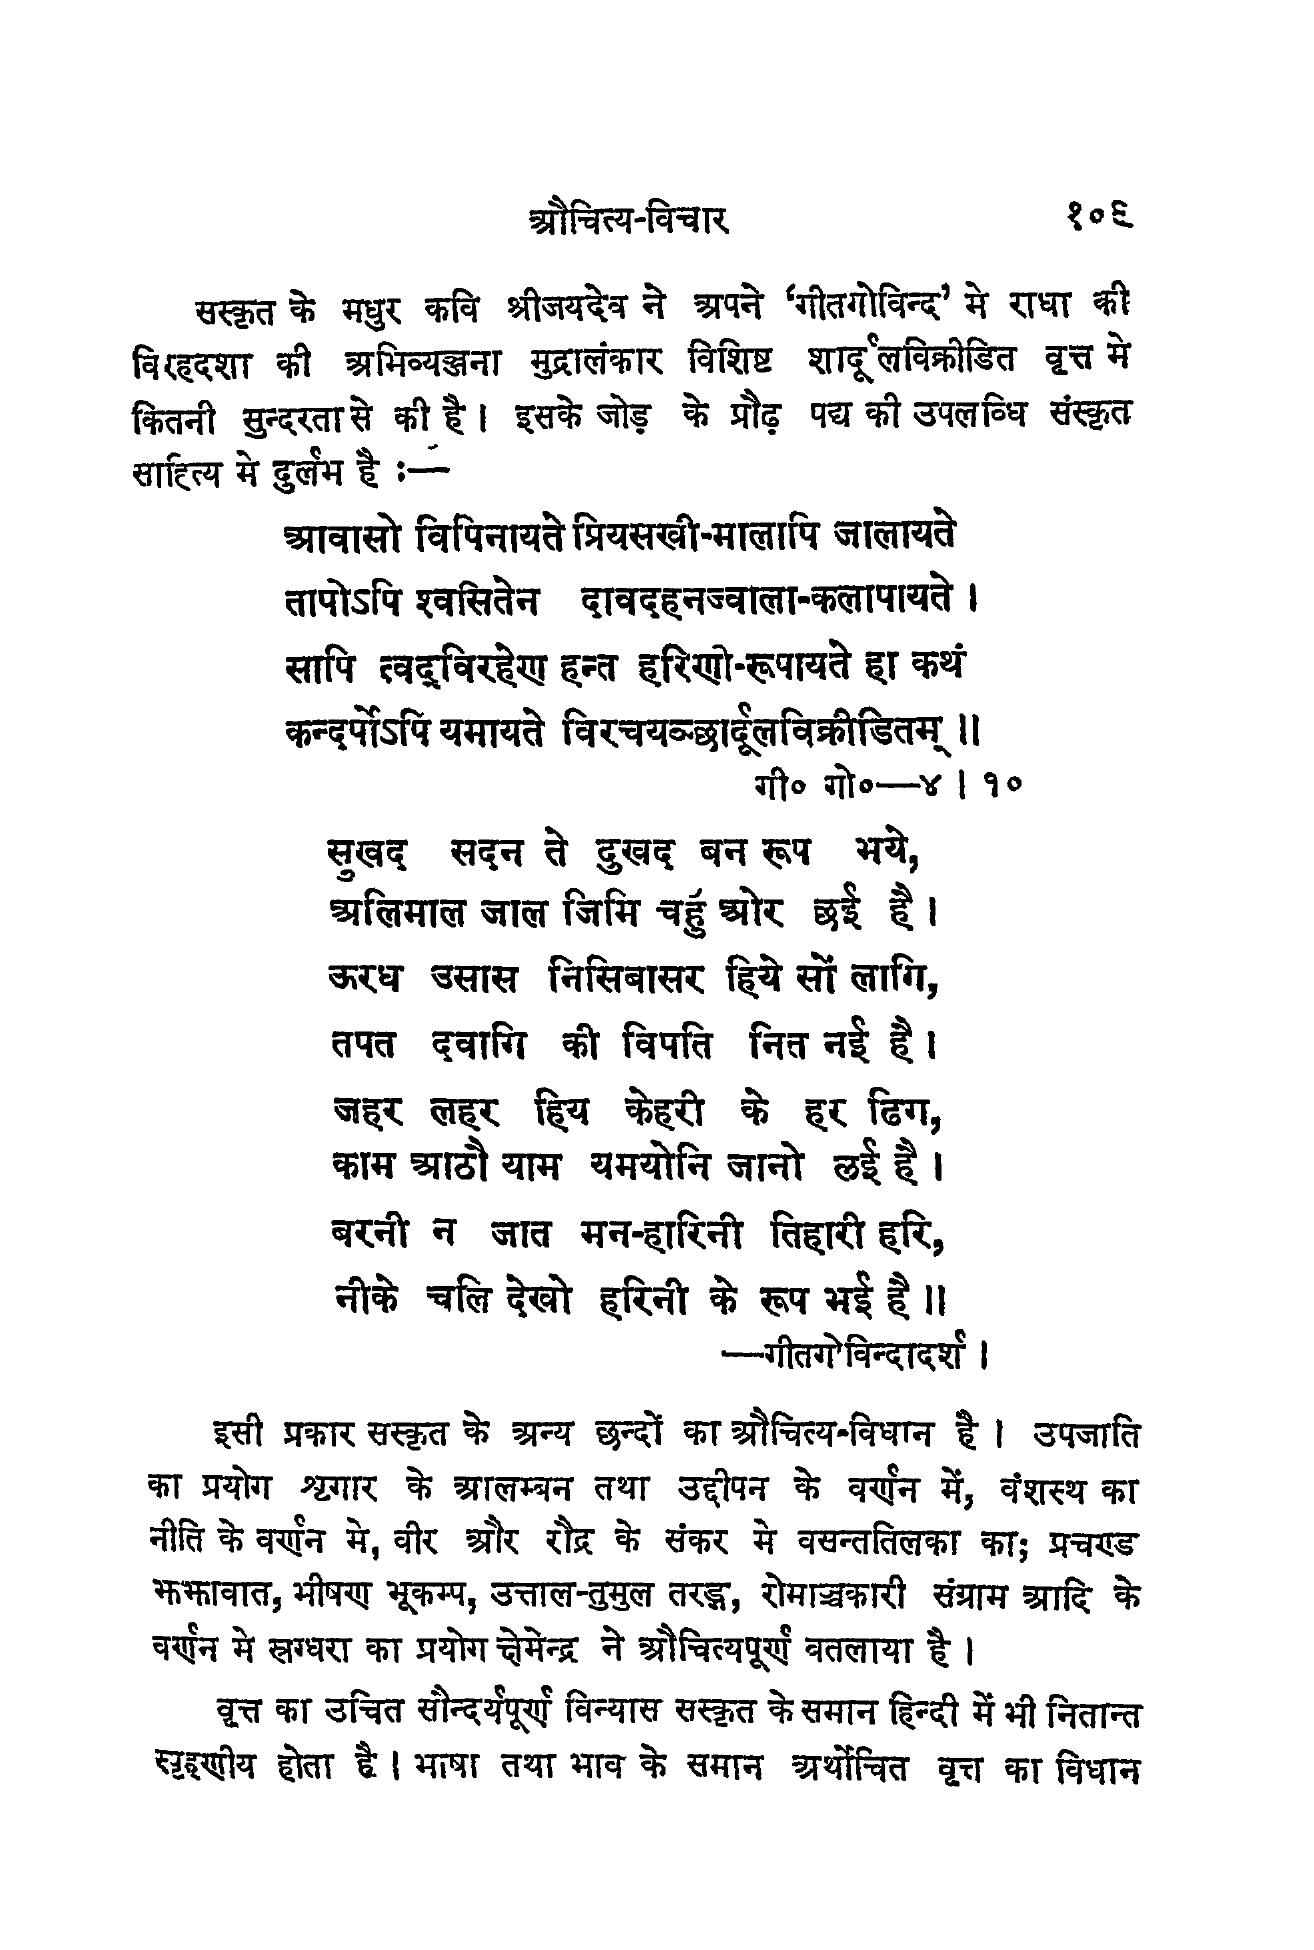 औचित्य-विचार १०९
सस्कृत के मधुर कवि श्रीजयदेव ने अपने ‘गीतगोविन्द’ मे राधा की
विरहदशा की अभिव्यञ्जना मुद्रालंकार विशिष्ट शार्दूलविक्रीडित वृत्त मे
कितनी सुन्दरता से की है। इसके जोड़ के प्रौढ़ पद्य की उपलब्धि संस्कृत
साहित्य मे दुर्लभ है :—
आवासो विपिनायते प्रियसखी-मालापि जालायते
तापोऽपि श्वसितेन दावदहनज्वाला-कलापायते।
सापि त्वद्विरहेण हन्त हरिणो-रूपायते हा कथं
कन्दर्पोऽपि यमायते विरचयञ्छार्दूलविक्रीडितम्॥
गी० गो०—४।१०
सुखद सदन ते दुखद बन रूप भये,
अलिमाल जाल जिमि चहुँ ओर छई है।
ऊरध उसास निसिबासर हिये सों लागि,
तपत दवागि की विपति नित नई है।
जहर लहर हिय केहरी के हर ढिग,
काम आठौ याम यमयोनि जानो लई है।
बरनी न जात मन-हारिनी तिहारी हरि,
नीके चलि देखो हरिनी के रूप भई है॥
—गीतगोविन्दादर्श।
इसी प्रकार सस्कृत के अन्य छन्दों का औचित्य-विधान है। उपजाति
का प्रयोग शृगार के आलम्बन तथा उद्दीपन के वर्णन में, वंशस्थ का
नीति के वर्णन मे, वीर और रौद्र के संकर मे वसन्ततिलका का; प्रचण्ड
झझावात, भीषण भूकम्प, उत्ताल-तुमुल तरङ्ग, रोमाञ्चकारी संग्राम आदि के
वर्णन मे स्रग्धरा का प्रयोग क्षेमेन्द्र ने औचित्यपूर्ण बतलाया है।
वृत्त का उचित सौन्दर्यपूर्ण विन्यास सस्कृत के समान हिन्दी में भी नितान्त
स्पृहणीय होता है। भाषा तथा भाव के समान अर्थोचित वृत्त का विधान